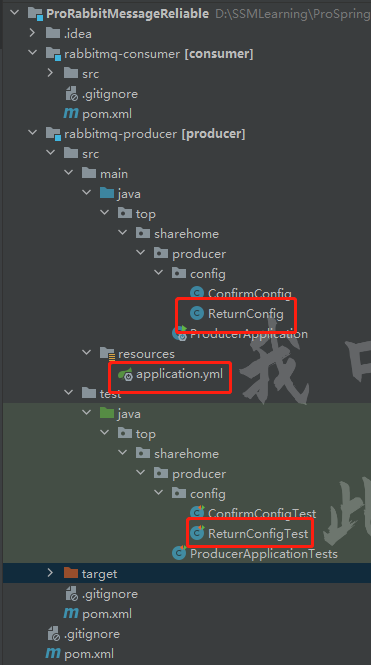 ProRabbitMessageReliable D:\SSMLearning\ProSpring
.idea
rabbitmq-consumer [consumer]
src
.gitignore
pom.xml
rabbitmq-producer [producer]
src
main
java
top
sharehome
producer
config
ConfirmConfig
ReturnConfig
ProducerApplication
resources
application.yml
test
java
top
sharehome
producer
config
ConfirmConfigTest
ReturnConfigTest
ProducerApplicationTests
target
.gitignore
pom.xml
.gitignore
pom.xml
我
此